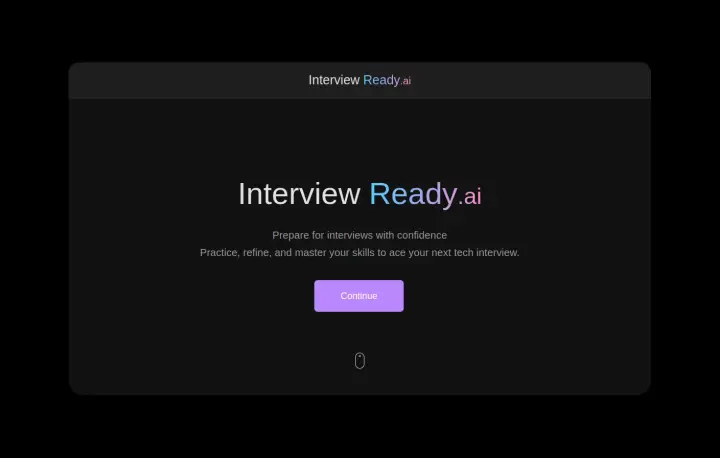 Interview Ready.ai
Interview Ready.ai
Prepare for interviews with confidence
Practice, refine, and master your skills to ace your next tech interview.
Continue